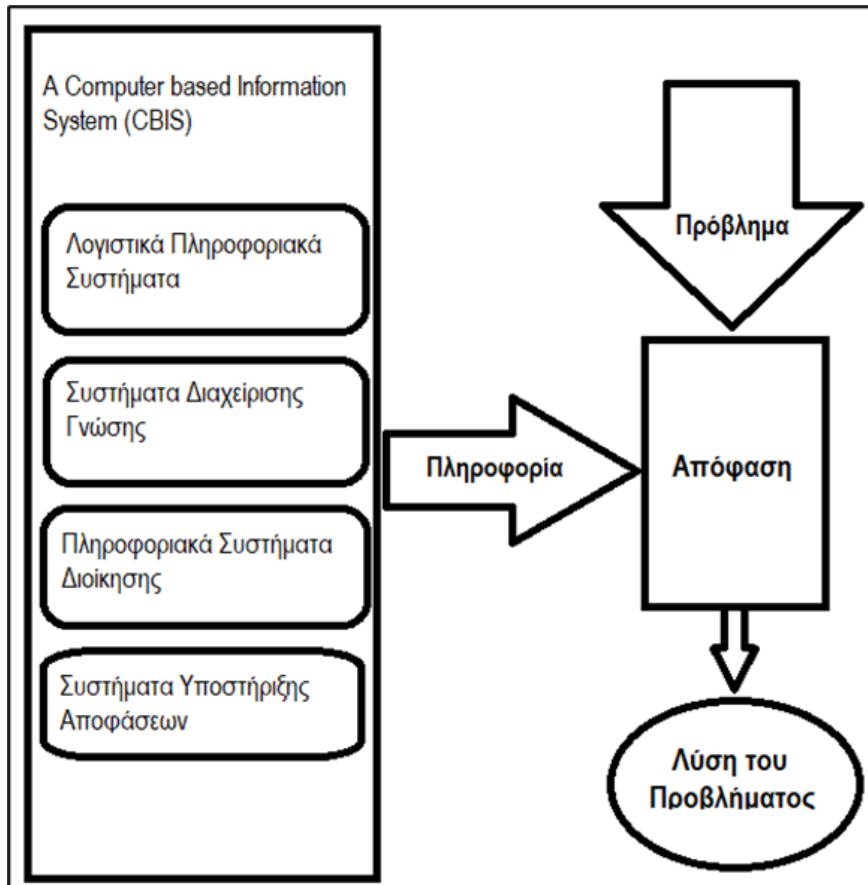 A Computer based Information
System (CBIS)
Λογιστικά Πληροφοριακά
Συστήματα
Συστήματα Διαχείρισης
Γνώσης
Πληροφοριακά Συστήματα
Διοίκησης
Συστήματα Υποστήριξης
Αποφάσεων
Πληροφορία
Πρόβλημα
Απόφαση
Λύση του
Προβλήματος